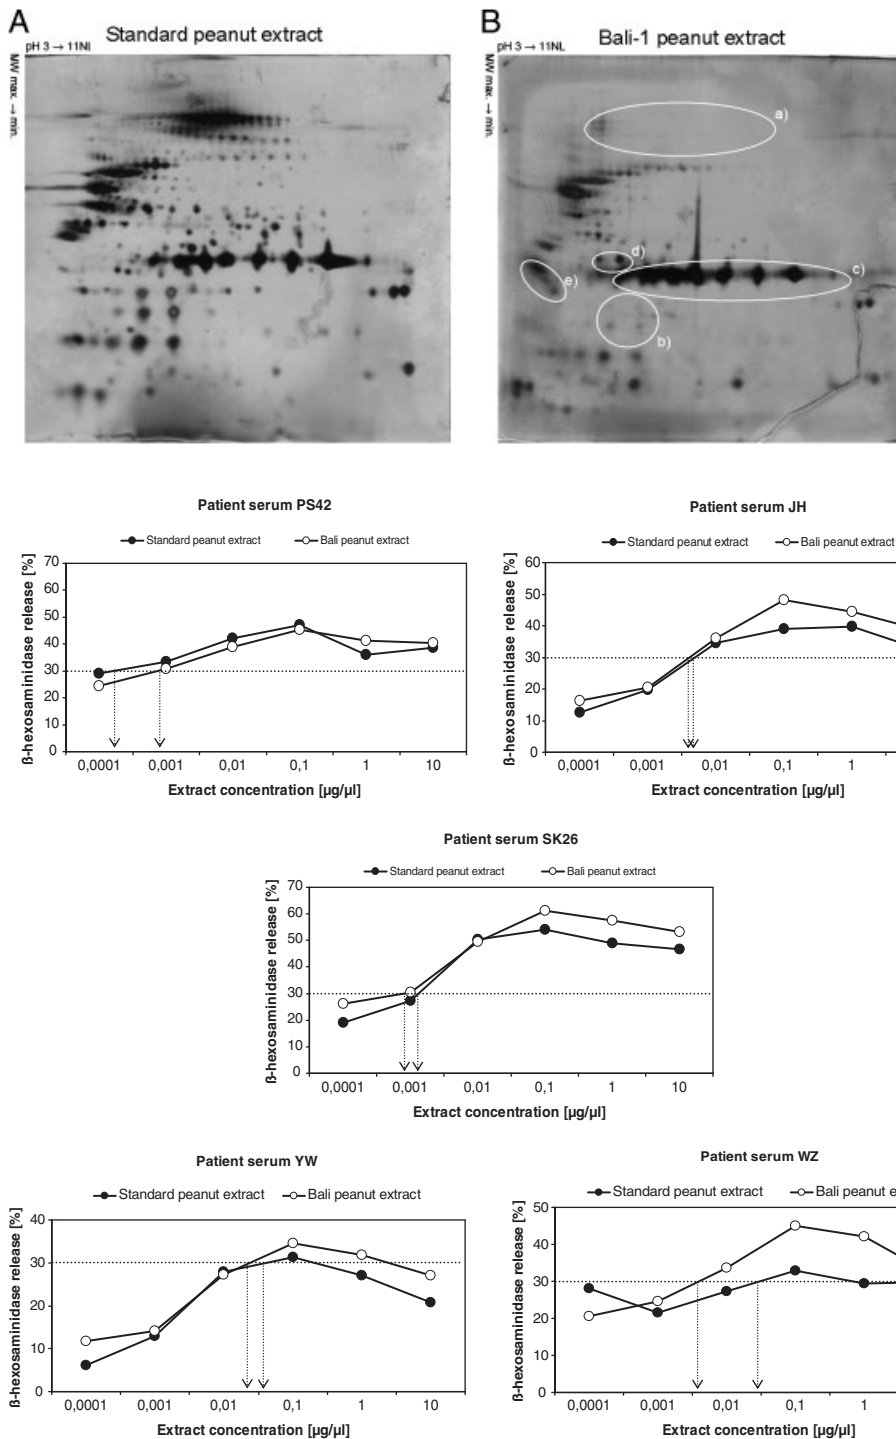 A
Standard peanut extract
pH 3 → 11NL
MW max. → min.
B
Bali-1 peanut extract
pH 3 → 11NL
MW max. → min.
a)
d)
e)
c)
b)
Patient serum PS42
Standard peanut extract Bali peanut extract
ß-hexosaminidase release [%]
70
60
50
40
30
20
10
0
0,0001 0,001 0,01 0,1 1 10
Extract concentration [µg/µl]
Patient serum JH
Standard peanut extract Bali peanut extract
ß-hexosaminidase release [%]
60
50
40
30
20
10
0
0,0001 0,001 0,01 0,1 1
Extract concentration [µg/µl]
Patient serum SK26
Standard peanut extract Bali peanut extract
ß-hexosaminidase release [%]
70
60
50
40
30
20
10
0
0,0001 0,001 0,01 0,1 1 10
Extract concentration [µg/µl]
Patient serum YW
Standard peanut extract Bali peanut extract
ß-hexosaminidase release [%]
40
30
20
10
0
0,0001 0,001 0,01 0,1 1 10
Extract concentration [µg/µl]
Patient serum WZ
Standard peanut extract Bali peanut e
ß-hexosaminidase release [%]
50
40
30
20
10
0
0,0001 0,001 0,01 0,1 1
Extract concentration [µg/µl]